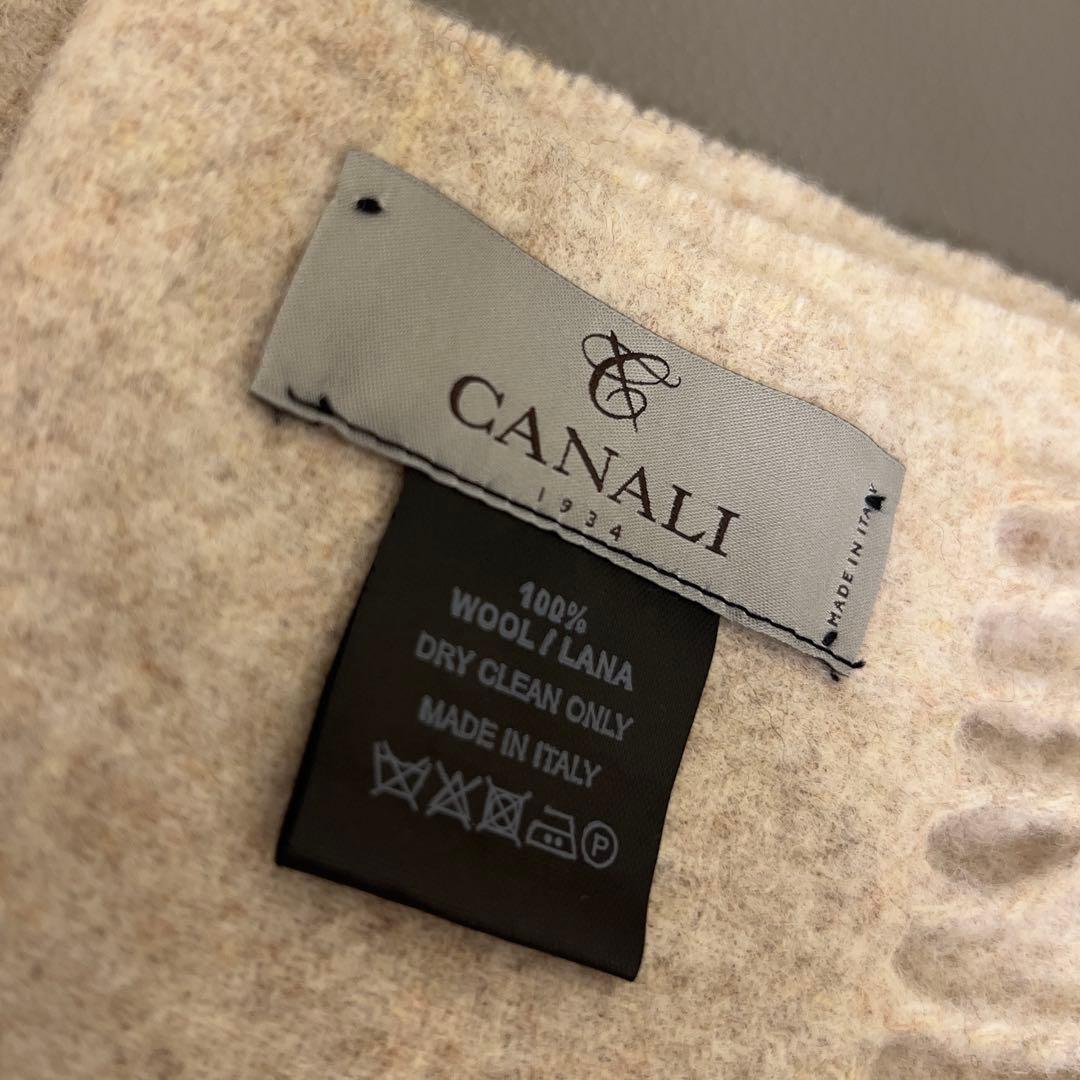 CANALI
1934
MADE IN ITALY
100%
WOOL / LANA
DRY CLEAN ONLY
MADE IN ITALY
P